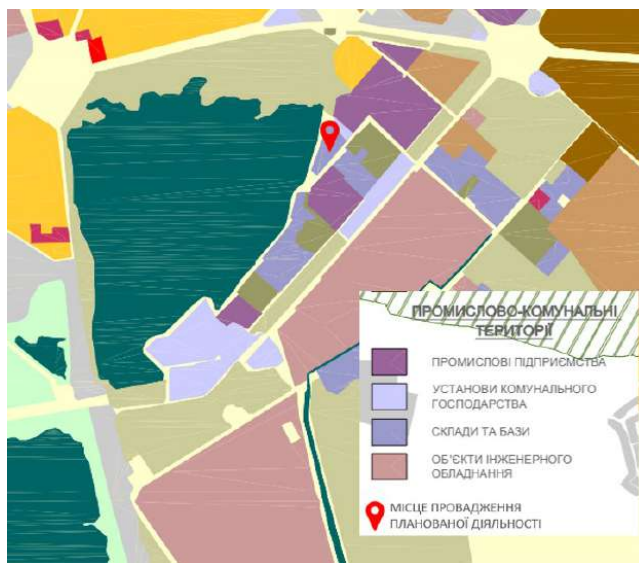 ПРОМИСЛОВО-КОМУНАЛЬНІ
ТЕРИТОРІЇ
ПРОМИСЛОВІ ПІДПРИЄМСТВА
УСТАНОВИ КОМУНАЛЬНОГО
ГОСПОДАРСТВА
СКЛАДИ ТА БАЗИ
ОБ'ЄКТИ ІНЖЕНЕРНОГО
ОБЛАДНАННЯ
МІСЦЕ ПРОВАДЖЕННЯ
ПЛАНОВАНОЇ ДІЯЛЬНОСТІ